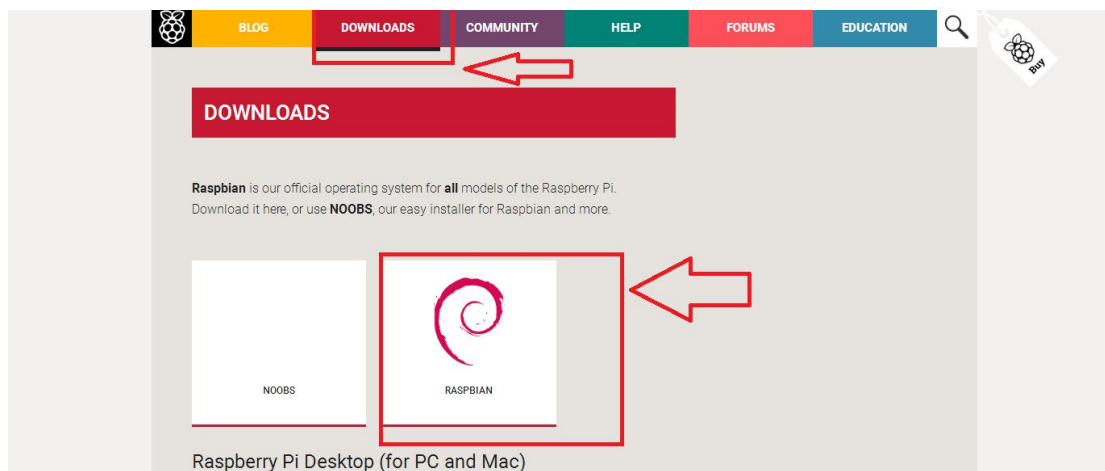 BLOG DOWNLOADS COMMUNITY HELP FORUMS EDUCATION
Buy
DOWNLOADS
Raspbian is our official operating system for all models of the Raspberry Pi.
Download it here, or use NOOBS, our easy installer for Raspbian and more.
NOOBS RASPBIAN
Raspberry Pi Desktop (for PC and Mac)